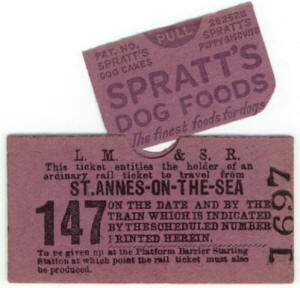 PAT. NO. PULL 262528
SPRATT'S SPRATT'S
DOG CAKES PUPPY BISCUITS
SPRATT'S
DOG FOODS
The finest foods for dogs
L. M. & S. R.
This ticket entitles the holder of an
ordinary rail ticket to travel from
ST. ANNES-ON-THE-SEA
147 ON THE DATE AND BY THE
TRAIN WHICH IS INDICATED
BY THE SCHEDULED NUMBER
PRINTED HEREIN.
To be given up at the Platform Barrier Starting
Station at which point the rail ticket must also
be produced.
1697